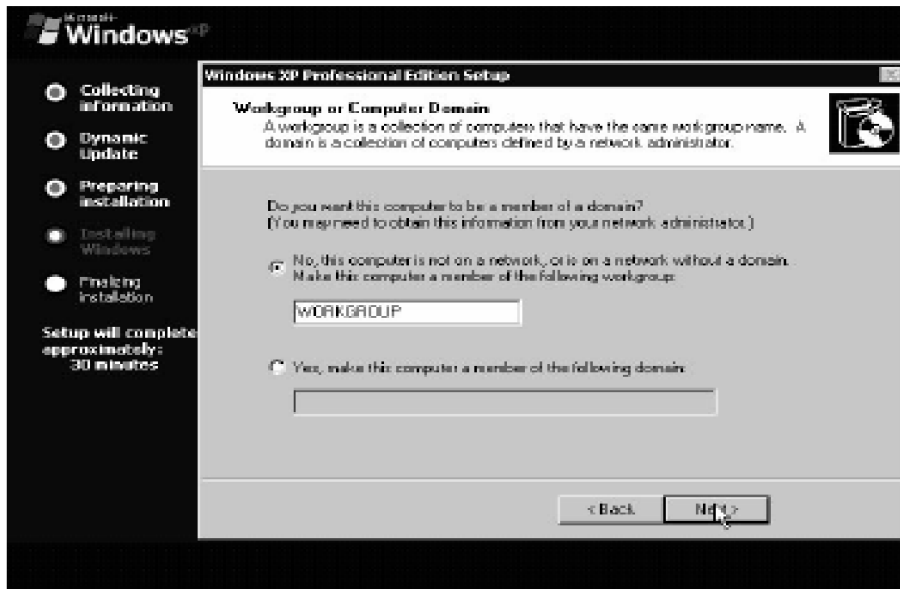 Microsoft
Windows xp
Collecting
information
Dynamic
Update
Preparing
installation
Installing
Windows
Finalizing
installation
Setup will complete
approximately:
30 minutes
Windows XP Professional Edition Setup
Workgroup or Computer Domain
A workgroup is a collection of computers that have the same workgroup name. A
domain is a collection of computers defined by a network administrator.
Do you want this computer to be a member of a domain?
(You may need to obtain this information from your network administrator.)
No, this computer is not on a network, or is on a network without a domain.
Make this computer a member of the following workgroup:
WORKGROUP
Yes, make this computer a member of the following domain:
< Back
Next >